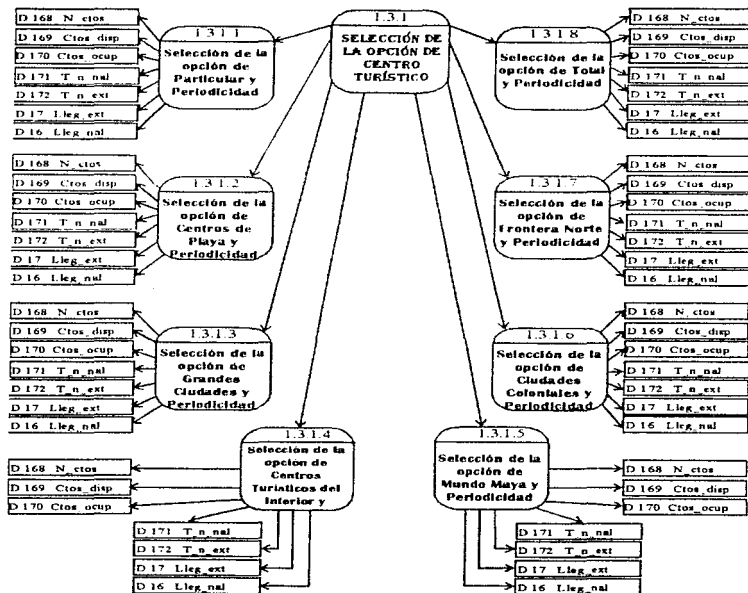 D 168 N_ctos
D 169 Ctos_disp
D 170 Ctos_ocup
D 171 T_n_nal
D 172 T_n_ext
D 17 Lleg_ext
D 16 Lleg_nal
1.3.1.1
Selección de la
opción de
Particular y
Periodicidad
1.3.1
SELECCIÓN DE
LA OPCIÓN DE
CENTRO
TURÍSTICO
1.3.1.8
Selección de la
opción de Total
y Periodicidad
D 168 N_ctos
D 169 Ctos_disp
D 170 Ctos_ocup
D 171 T_n_nal
D 172 T_n_ext
D 17 Lleg_ext
D 16 Lleg_nal
D 168 N_ctos
D 169 Ctos_disp
D 170 Ctos_ocup
D 171 T_n_nal
D 172 T_n_ext
D 17 Lleg_ext
D 16 Lleg_nal
1.3.1.2
Selección de la
opción de
Centros de
Playa y
Periodicidad
1.3.1.7
Selección de la
opción de
Frontera Norte
y Periodicidad
D 168 N_ctos
D 169 Ctos_disp
D 170 Ctos_ocup
D 171 T_n_nal
D 172 T_n_ext
D 17 Lleg_ext
D 16 Lleg_nal
D 168 N_ctos
D 169 Ctos_disp
D 170 Ctos_ocup
D 171 T_n_nal
D 172 T_n_ext
D 17 Lleg_ext
D 16 Lleg_nal
1.3.1.3
Selección de la
opción de
Grandes
Ciudades y
Periodicidad
1.3.1.6
Selección de la
opción de
Ciudades
Coloniales y
Periodicidad
D 168 N_ctos
D 169 Ctos_disp
D 170 Ctos_ocup
D 171 T_n_nal
D 172 T_n_ext
D 17 Lleg_ext
D 16 Lleg_nal
D 168 N_ctos
D 169 Ctos_disp
D 170 Ctos_ocup
1.3.1.4
Selección de la
opción de
Centros
Turísticos del
Interior y
D 171 T_n_nal
D 172 T_n_ext
D 17 Lleg_ext
D 16 Lleg_nal
1.3.1.5
Selección de la
opción de
Mundo Maya y
Periodicidad
D 168 N_ctos
D 169 Ctos_disp
D 170 Ctos_ocup
D 171 T_n_nal
D 172 T_n_ext
D 17 Lleg_ext
D 16 Lleg_nal